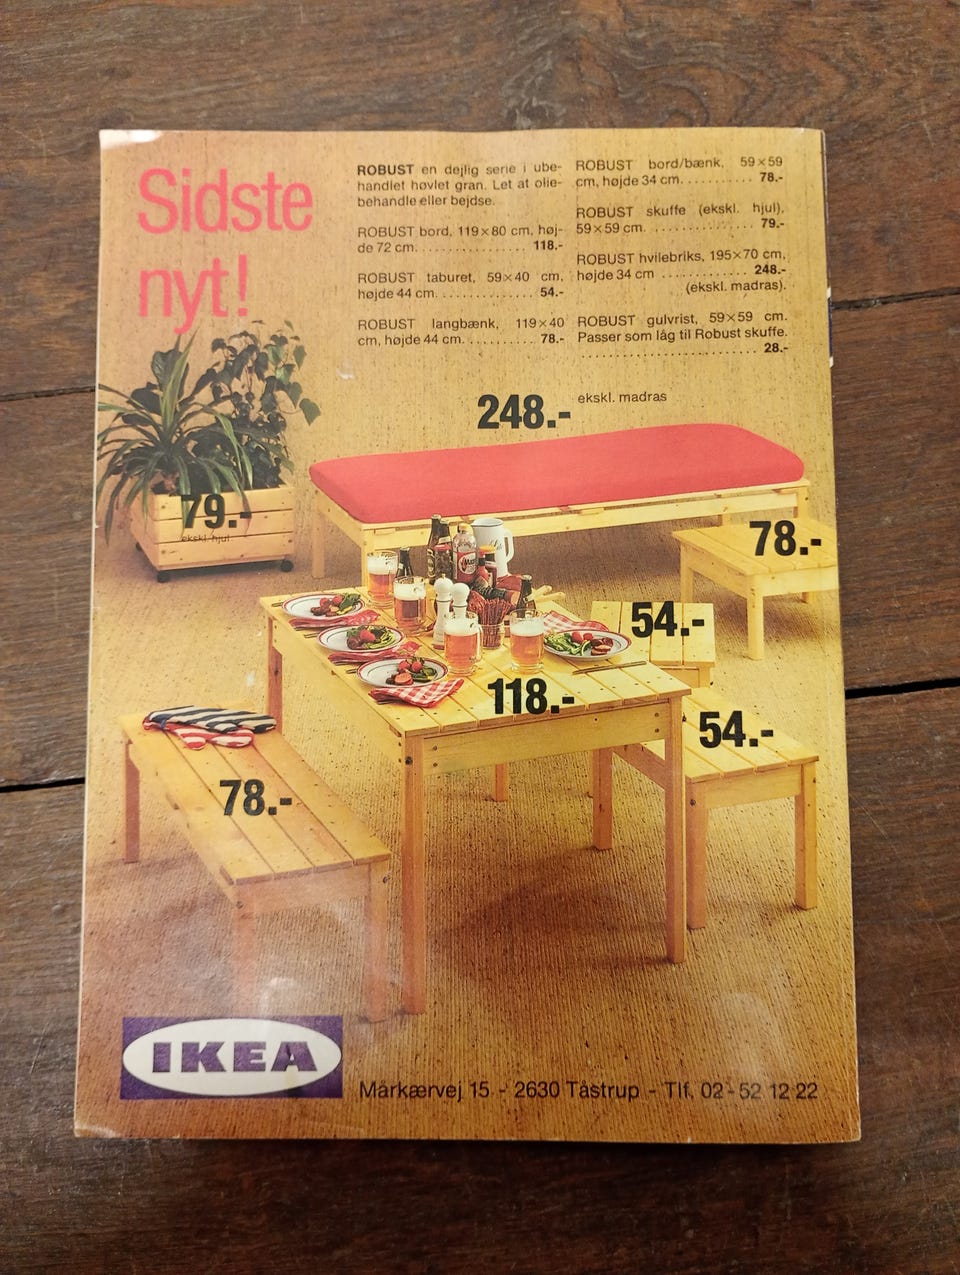 Sidste
nyt!
ROBUST en dejlig serie i ube-
handlet høvlet gran. Let at olie-
behandle eller bejdse.
ROBUST bord, 119×80 cm, høj-
de 72 cm. . . . . . . . . . . . . . . . 118.-
ROBUST taburet, 59×40 cm,
højde 44 cm. . . . . . . . . . . . . . 54.-
ROBUST langbænk, 119×40
cm, højde 44 cm. . . . . . . . . . . 78.-
ROBUST bord/bænk, 59×59
cm, højde 34 cm. . . . . . . . . . . 78.-
ROBUST skuffe (ekskl. hjul),
59×59 cm. . . . . . . . . . . . . . . . 79.-
ROBUST hvilebriks, 195×70 cm,
højde 34 cm . . . . . . . . . . . . . 248.-
(ekskl. madras).
ROBUST gulvrist, 59×59 cm.
Passer som låg til Robust skuffe.
. . . . . . . . . . . . . . . . . . . . . . . . . . 28.-
248.- ekskl. madras
79.-
ekskl. hjul
78.-
54.-
118.-
54.-
78.-
IKEA
Mårkærvej 15 - 2630 Tåstrup - Tlf. 02-52 12 22